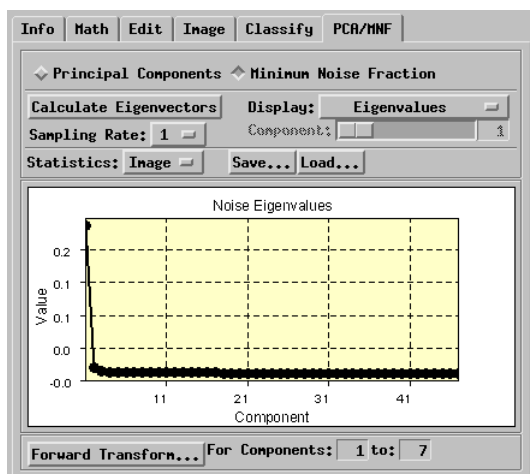 Info Math Edit Image Classify PCA/MNF
Principal Components Minimum Noise Fraction
Calculate Eigenvectors Display: Eigenvalues
Sampling Rate: 1 Component: 1
Statistics: Image Save... Load...
Noise Eigenvalues
0.2
0.1
0.1
0.0
-0.0
Value
11 21 31 41
Component
Forward Transform... For Components: 1 to: 7